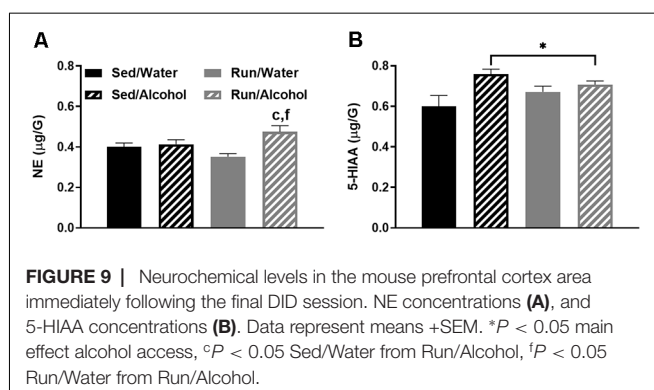 A
B
Sed/Water
Run/Water
Sed/Alcohol
Run/Alcohol
0.8
0.6
0.4
0.2
0.0
NE (µg/G)
c,f
*
0.8
0.6
0.4
0.2
0.0
5-HIAA (µg/G)
FIGURE 9 | Neurochemical levels in the mouse prefrontal cortex area
immediately following the final DID session. NE concentrations (A), and
5-HIAA concentrations (B). Data represent means +SEM. *P < 0.05 main
effect alcohol access, cP < 0.05 Sed/Water from Run/Alcohol, fP < 0.05
Run/Water from Run/Alcohol.